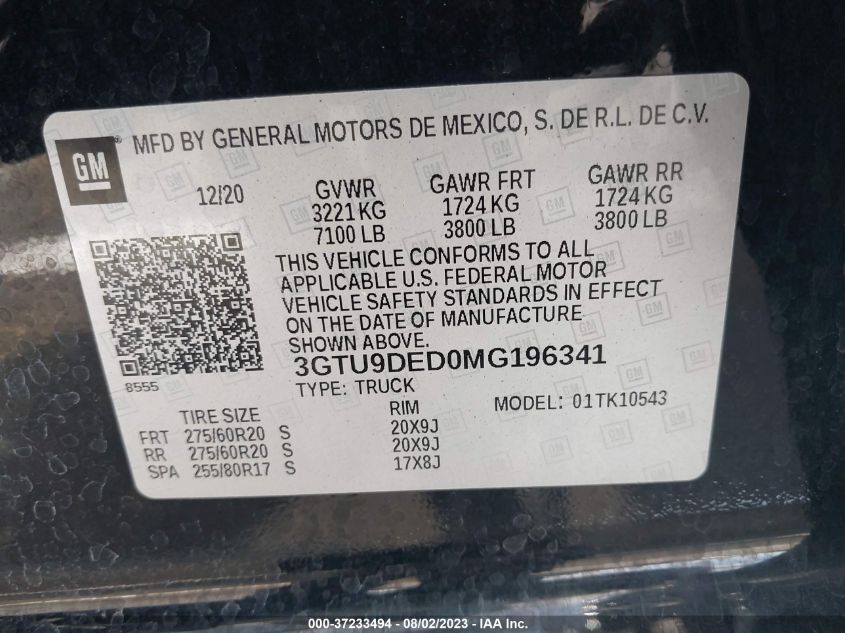 MFD BY GENERAL MOTORS DE MEXICO, S. DE R.L. DE C.V.
GM
12/20 GVWR GAWR FRT GAWR RR
3221 KG 1724 KG 1724 KG
7100 LB 3800 LB 3800 LB
THIS VEHICLE CONFORMS TO ALL
APPLICABLE U.S. FEDERAL MOTOR
VEHICLE SAFETY STANDARDS IN EFFECT
ON THE DATE OF MANUFACTURE
SHOWN ABOVE.
3GTU9DED0MG196341
8555
TYPE: TRUCK
MODEL: 01TK10543
TIRE SIZE RIM
FRT 275/60R20 S 20X9J
RR 275/60R20 S 20X9J
SPA 255/80R17 S 17X8J
000-37233494 - 08/02/2023 - IAA Inc.